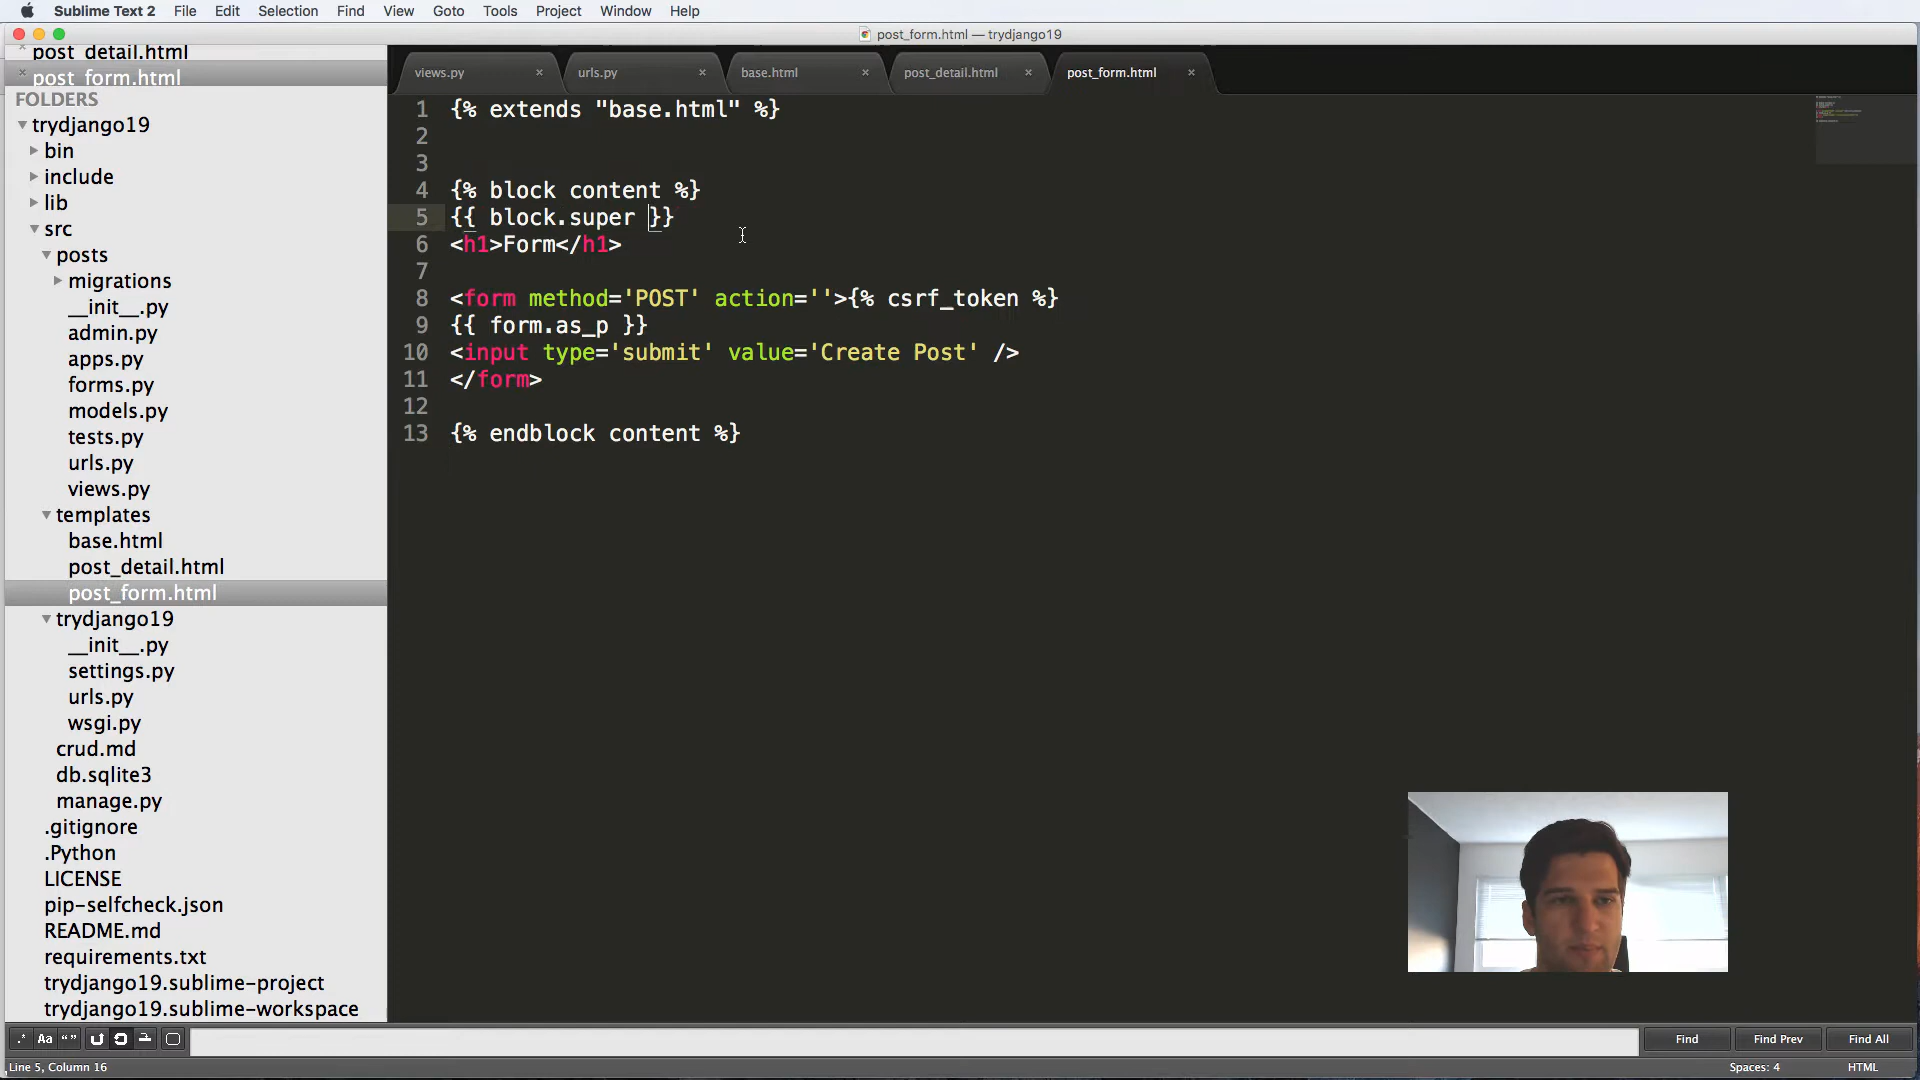 Sublime Text 2 File Edit Selection Find View Goto Tools Project Window Help
post_form.html — trydjango19
post_detail.html
post_form.html
FOLDERS
trydjango19
bin
include
lib
src
posts
migrations
__init__.py
admin.py
apps.py
forms.py
models.py
tests.py
urls.py
views.py
templates
base.html
post_detail.html
post_form.html
trydjango19
__init__.py
settings.py
urls.py
wsgi.py
crud.md
db.sqlite3
manage.py
.gitignore
.Python
LICENSE
pip-selfcheck.json
README.md
requirements.txt
trydjango19.sublime-project
trydjango19.sublime-workspace
views.py urls.py base.html post_detail.html post_form.html
1 {% extends "base.html" %}
2
3
4 {% block content %}
5 {{ block.super }}
6 <h1>Form</h1>
7
8 <form method='POST' action=''>{% csrf_token %}
9 {{ form.as_p }}
10 <input type='submit' value='Create Post' />
11 </form>
12
13 {% endblock content %}
.* Aa “” Find Find Prev Find All
Line 5, Column 16 Spaces: 4 HTML